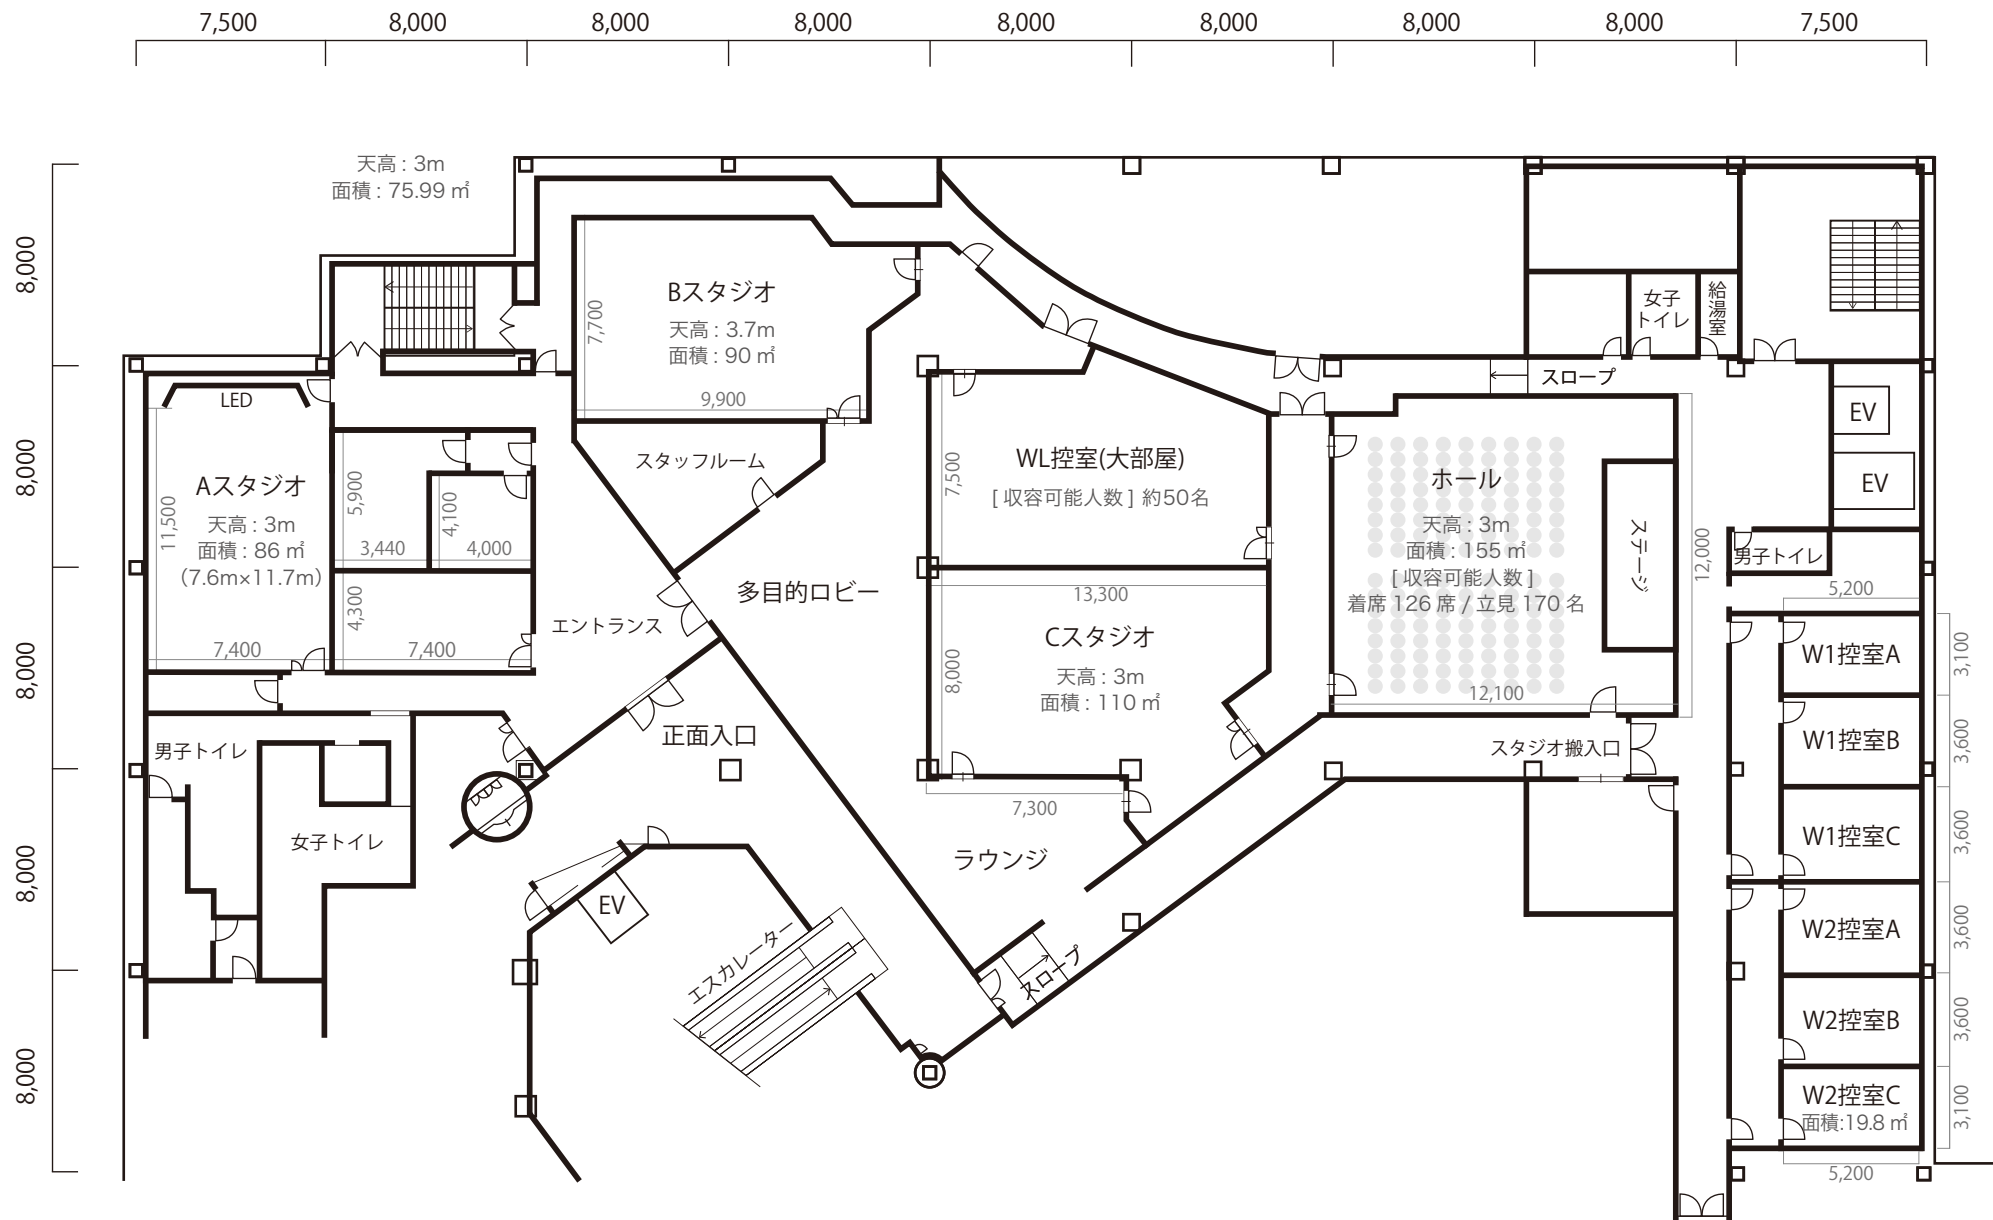 7,500
8,000
8,000
8,000
8,000
8,000
8,000
8,000
7,500
8,000
8,000
8,000
8,000
8,000
天高 : 3m
面積 : 75.99 ㎡
Bスタジオ
天高 : 3.7m
面積 : 90 ㎡
7,700
9,900
女子
トイレ
給湯室
スロープ
LED
Aスタジオ
天高 : 3m
面積 : 86 ㎡
（7.6m×11.7m）
11,500
7,400
5,900
3,440
4,100
4,000
4,300
7,400
スタッフルーム
エントランス
多目的ロビー
WL控室(大部屋)
[ 収容可能人数 ] 約50名
7,500
13,300
Cスタジオ
天高 : 3m
面積 : 110 ㎡
8,000
7,300
ホール
天高 : 3m
面積 : 155 ㎡
[ 収容可能人数 ]
着席 126 席 / 立見 170 名
ステージ
12,000
12,100
EV
EV
男子トイレ
5,200
W1控室A
3,100
W1控室B
3,600
W1控室C
3,600
W2控室A
3,600
W2控室B
3,600
W2控室C
面積:19.8 ㎡
3,100
5,200
スタジオ搬入口
正面入口
男子トイレ
女子トイレ
EV
エスカレーター
ラウンジ
スロープ